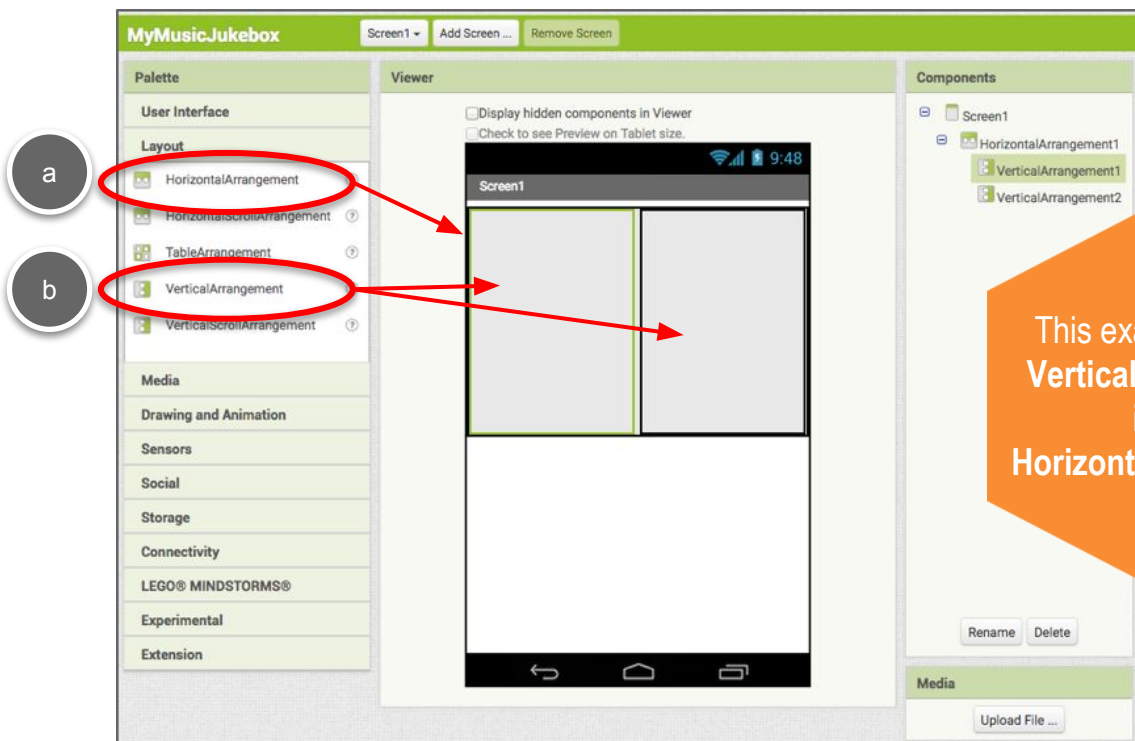 MyMusicJukebox
Screen1
Add Screen ...
Remove Screen
Palette
User Interface
Layout
a
HorizontalArrangement
HorizontalScrollArrangement
TableArrangement
b
VerticalArrangement
VerticalScrollArrangement
Media
Drawing and Animation
Sensors
Social
Storage
Connectivity
LEGO® MINDSTORMS®
Experimental
Extension
Viewer
Display hidden components in Viewer
Check to see Preview on Tablet size.
9:48
Screen1
Components
Screen1
HorizontalArrangement1
VerticalArrangement1
VerticalArrangement2
This exa
Vertical
Horizont
Rename Delete
Media
Upload File ...